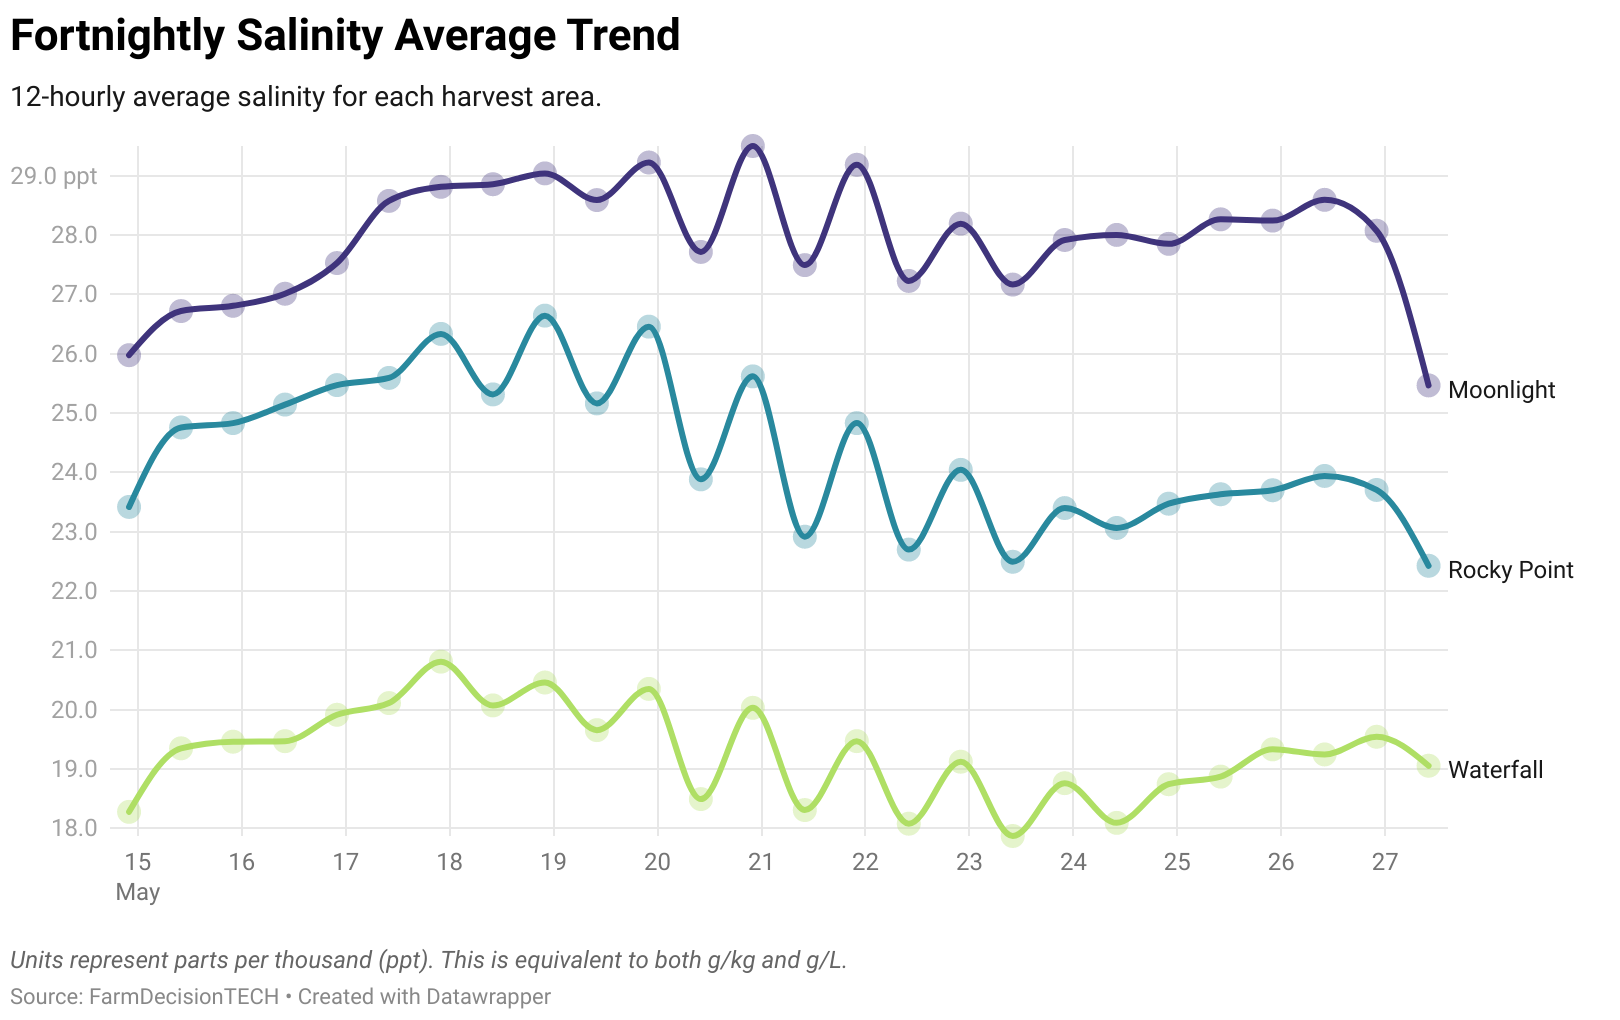 Fortnightly Salinity Average Trend
12-hourly average salinity for each harvest area.
29.0 ppt
28.0
27.0
26.0
25.0
24.0
23.0
22.0
21.0
20.0
19.0
18.0
Moonlight
Rocky Point
Waterfall
15 16 17 18 19 20 21 22 23 24 25 26 27
May
Units represent parts per thousand (ppt). This is equivalent to both g/kg and g/L.
Source: FarmDecisionTECH • Created with Datawrapper